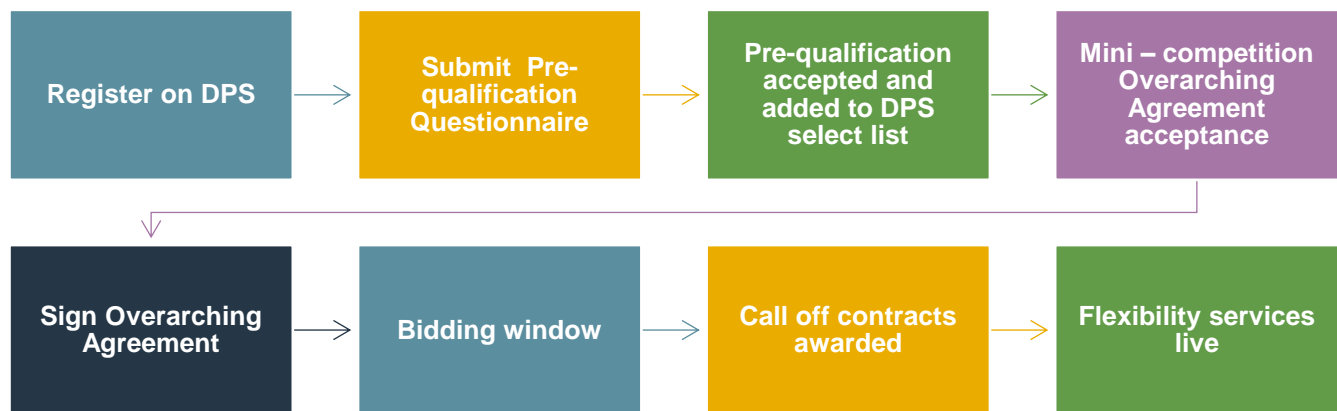 Register on DPS
Submit Pre-
qualification
Questionnaire
Pre-qualification
accepted and
added to DPS
select list
Mini – competition
Overarching
Agreement
acceptance
Sign Overarching
Agreement
Bidding window
Call off contracts
awarded
Flexibility services
live